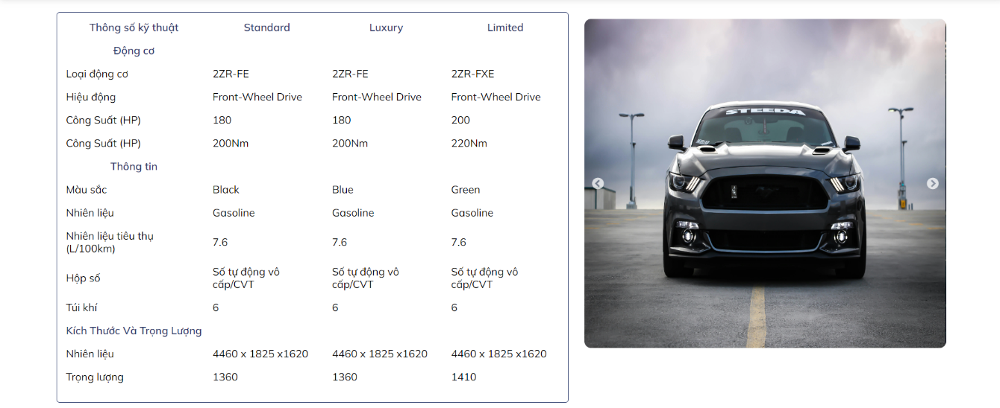 Thông số kỹ thuật Standard Luxury Limited
Động cơ
Loại động cơ 2ZR-FE 2ZR-FE 2ZR-FXE
Hiệu động Front-Wheel Drive Front-Wheel Drive Front-Wheel Drive
Công Suất (HP) 180 180 200
Công Suất (HP) 200Nm 200Nm 220Nm
Thông tin
Màu sắc Black Blue Green
Nhiên liệu Gasoline Gasoline Gasoline
Nhiên liệu tiêu thụ
(L/100km) 7.6 7.6 7.6
Hộp số Số tự động vô Số tự động vô Số tự động vô
cấp/CVT cấp/CVT cấp/CVT
Túi khí 6 6 6
Kích Thước Và Trọng Lượng
Nhiên liệu 4460 x 1825 x1620 4460 x 1825 x1620 4460 x 1825 x1620
Trọng lượng 1360 1360 1410
STEEDA